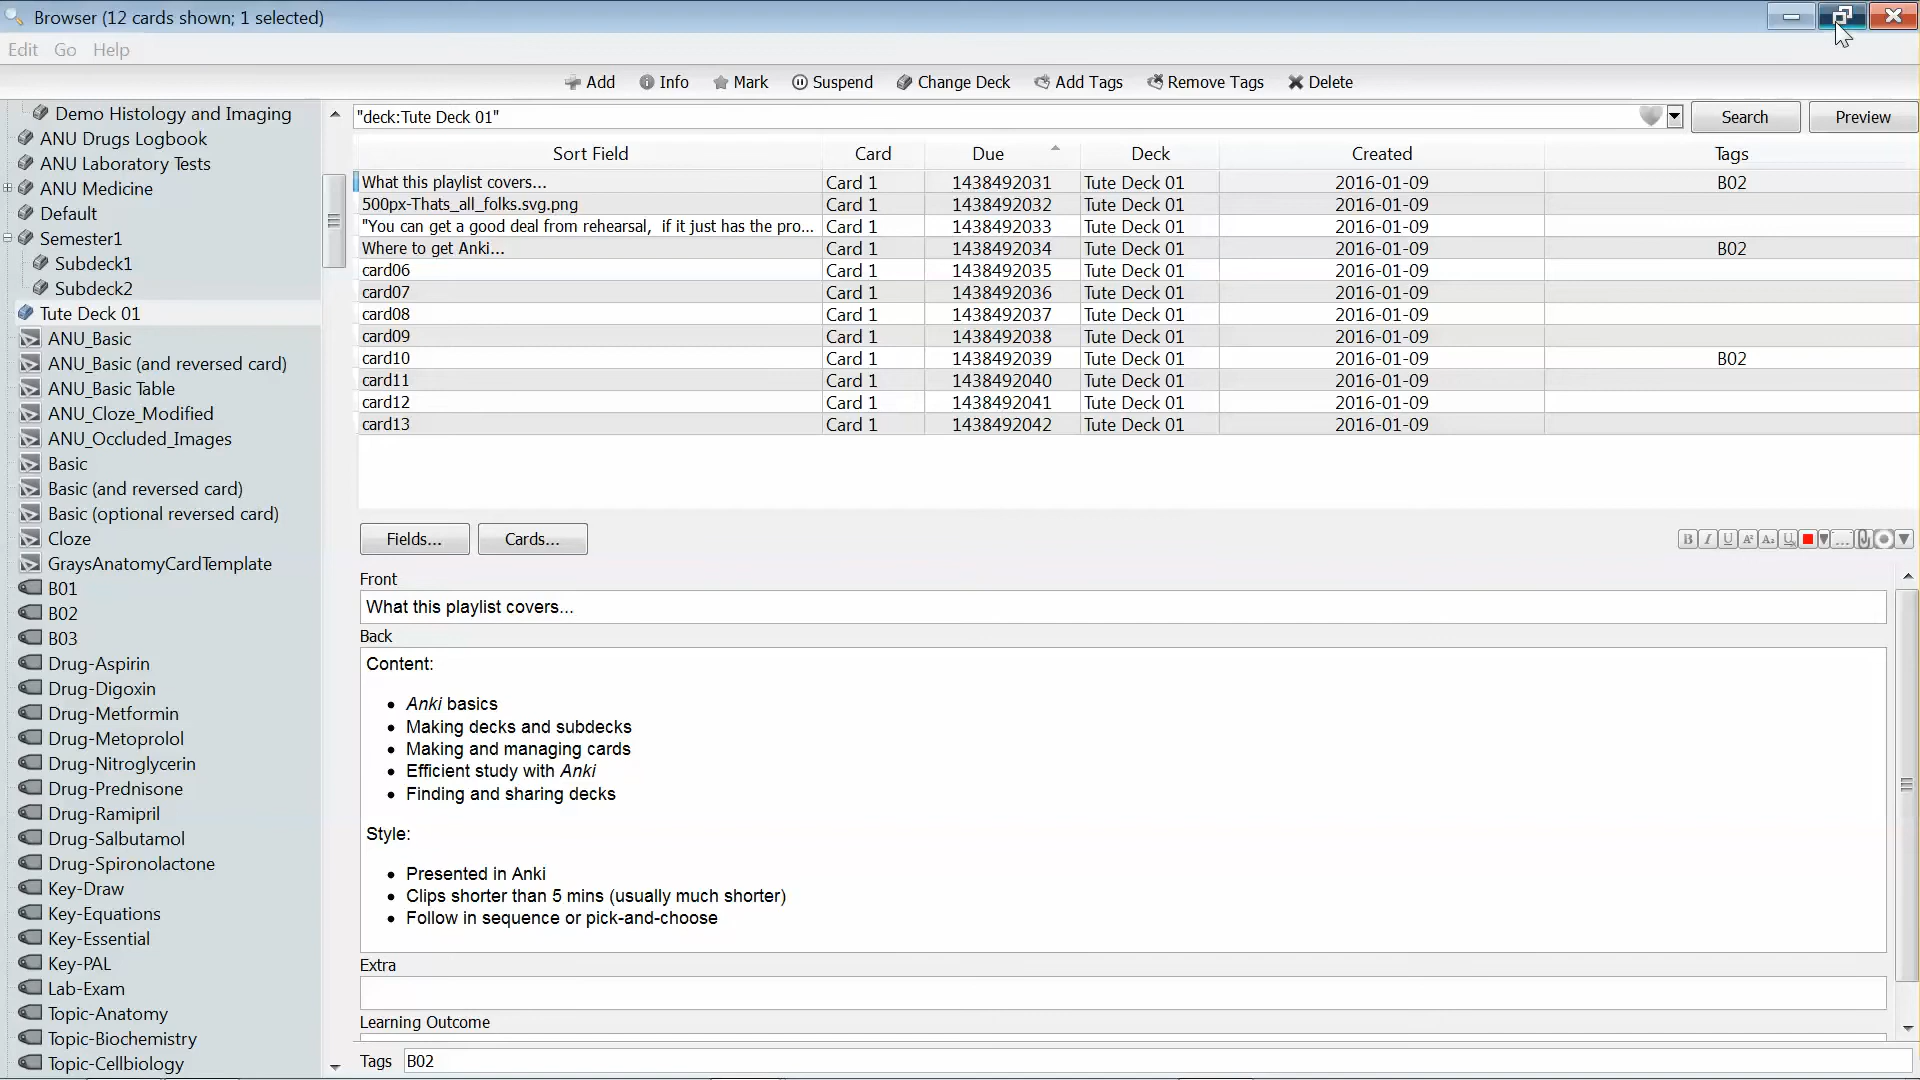 Browser (12 cards shown; 1 selected)
Edit Go Help
Add Info Mark Suspend Change Deck Add Tags Remove Tags Delete
Demo Histology and Imaging
ANU Drugs Logbook
ANU Laboratory Tests
ANU Medicine
Default
Semester1
Subdeck1
Subdeck2
Tute Deck 01
ANU_Basic
ANU_Basic (and reversed card)
ANU_Basic Table
ANU_Cloze_Modified
ANU_Occluded_Images
Basic
Basic (and reversed card)
Basic (optional reversed card)
Cloze
GraysAnatomyCardTemplate
B01
B02
B03
Drug-Aspirin
Drug-Digoxin
Drug-Metformin
Drug-Metoprolol
Drug-Nitroglycerin
Drug-Prednisone
Drug-Ramipril
Drug-Salbutamol
Drug-Spironolactone
Key-Draw
Key-Equations
Key-Essential
Key-PAL
Lab-Exam
Topic-Anatomy
Topic-Biochemistry
Topic-Cellbiology
"deck:Tute Deck 01" Search Preview
Sort Field Card Due Deck Created Tags
What this playlist covers... Card 1 1438492031 Tute Deck 01 2016-01-09 B02
500px-Thats_all_folks.svg.png Card 1 1438492032 Tute Deck 01 2016-01-09
"You can get a good deal from rehearsal, if it just has the pro... Card 1 1438492033 Tute Deck 01 2016-01-09
Where to get Anki... Card 1 1438492034 Tute Deck 01 2016-01-09 B02
card06 Card 1 1438492035 Tute Deck 01 2016-01-09
card07 Card 1 1438492036 Tute Deck 01 2016-01-09
card08 Card 1 1438492037 Tute Deck 01 2016-01-09
card09 Card 1 1438492038 Tute Deck 01 2016-01-09
card10 Card 1 1438492039 Tute Deck 01 2016-01-09 B02
card11 Card 1 1438492040 Tute Deck 01 2016-01-09
card12 Card 1 1438492041 Tute Deck 01 2016-01-09
card13 Card 1 1438492042 Tute Deck 01 2016-01-09
Fields... Cards... B I U A² A₂ U ...
Front
What this playlist covers...
Back
Content:
• Anki basics
• Making decks and subdecks
• Making and managing cards
• Efficient study with Anki
• Finding and sharing decks
Style:
• Presented in Anki
• Clips shorter than 5 mins (usually much shorter)
• Follow in sequence or pick-and-choose
Extra
Learning Outcome
Tags B02